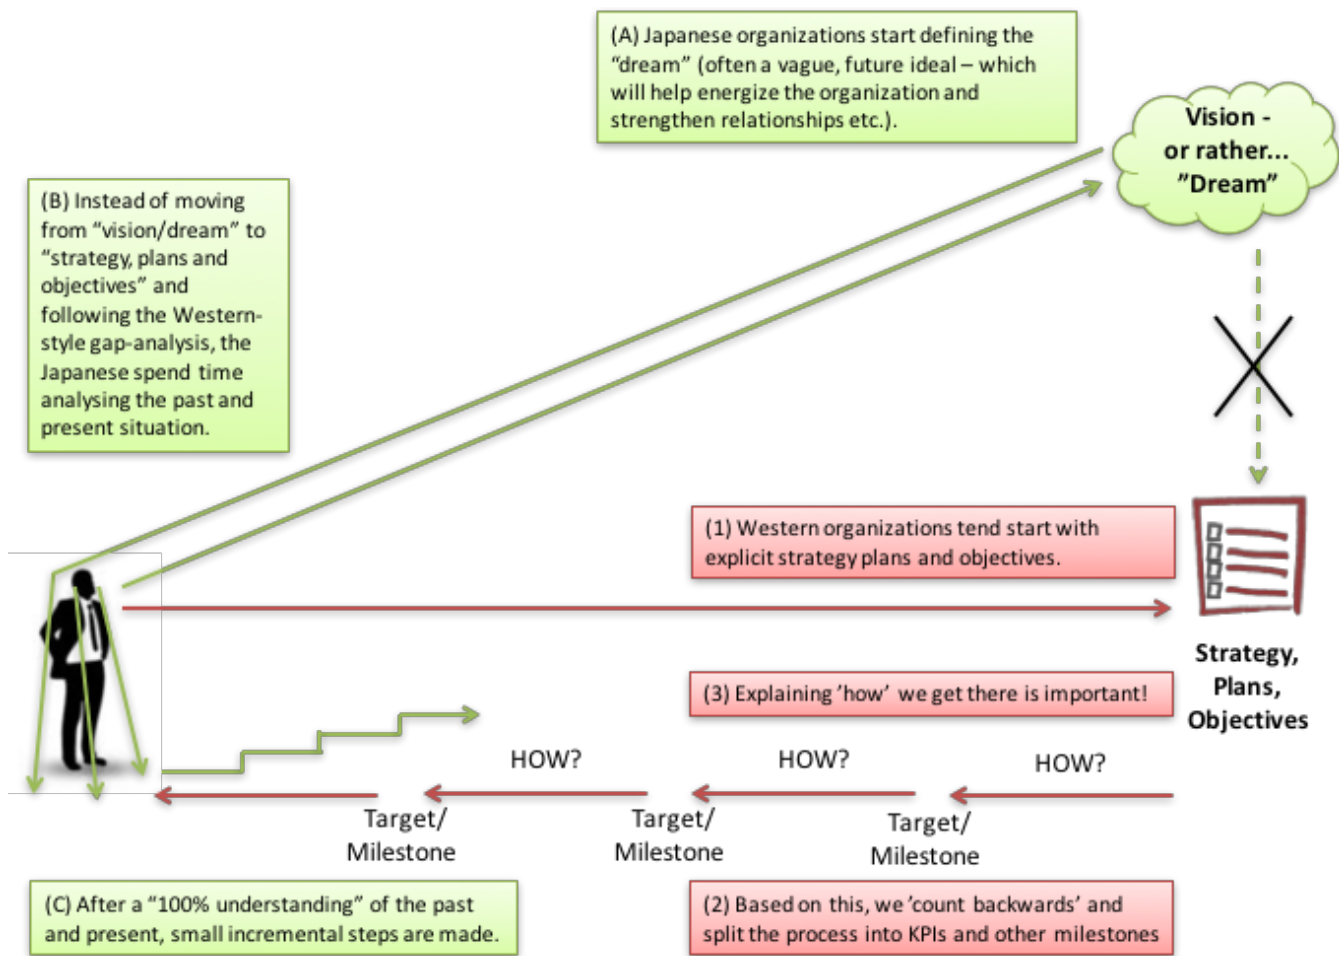 (A) Japanese organizations start defining the
“dream” (often a vague, future ideal – which
will help energize the organization and
strengthen relationships etc.).
Vision -
or rather...
”Dream”
(B) Instead of moving
from “vision/dream” to
“strategy, plans and
objectives” and
following the Western-
style gap-analysis, the
Japanese spend time
analysing the past and
present situation.
(1) Western organizations tend start with
explicit strategy plans and objectives.
Strategy,
Plans,
Objectives
(3) Explaining ’how’ we get there is important!
HOW?
HOW?
HOW?
Target/
Milestone
Target/
Milestone
Target/
Milestone
(C) After a “100% understanding” of the past
and present, small incremental steps are made.
(2) Based on this, we ’count backwards’ and
split the process into KPIs and other milestones